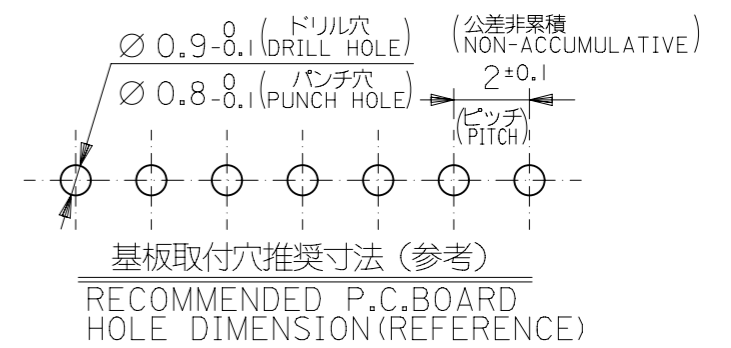 ∅ 0.9 0 -0.1 (ドリル穴 DRILL HOLE)
∅ 0.8 0 -0.1 (パンチ穴 PUNCH HOLE)
(公差非累積 NON-ACCUMULATIVE)
2±0.1
(ピッチ PITCH)
基板取付穴推奨寸法 (参考)
RECOMMENDED P.C.BOARD
HOLE DIMENSION(REFERENCE)